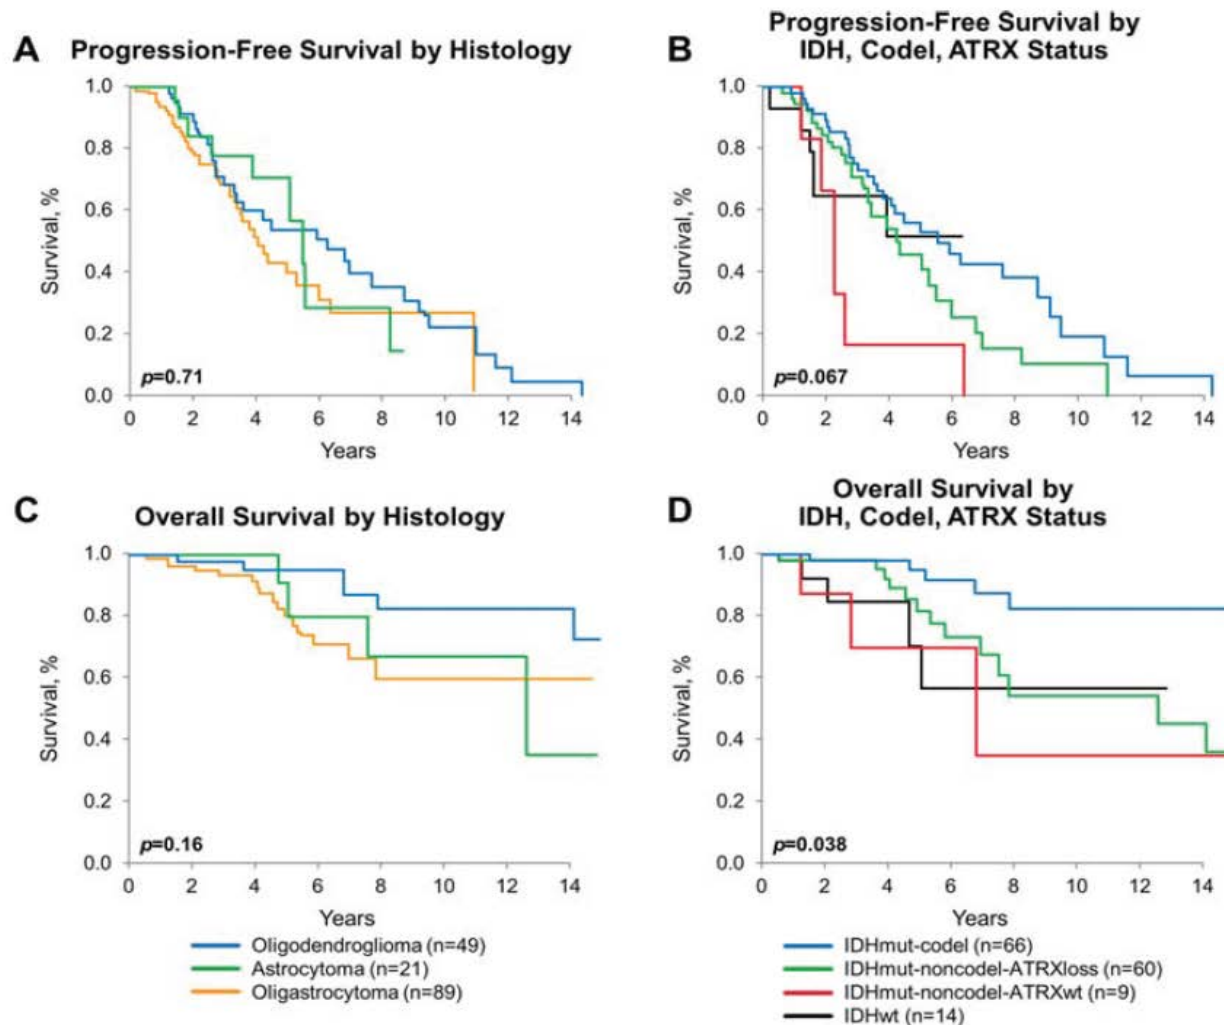 A
Progression-Free Survival by Histology
Survival, %
1.0
0.8
0.6
0.4
0.2
0.0
p=0.71
0 2 4 6 8 10 12 14
Years
B
Progression-Free Survival by
IDH, Codel, ATRX Status
Survival, %
1.0
0.8
0.6
0.4
0.2
0.0
p=0.067
0 2 4 6 8 10 12 14
Years
C
Overall Survival by Histology
Survival, %
1.0
0.8
0.6
0.4
0.2
0.0
p=0.16
0 2 4 6 8 10 12 14
Years
Oligodendroglioma (n=49)
Astrocytoma (n=21)
Oligastrocytoma (n=89)
D
Overall Survival by
IDH, Codel, ATRX Status
Survival, %
1.0
0.8
0.6
0.4
0.2
0.0
p=0.038
0 2 4 6 8 10 12 14
Years
IDHmut-codel (n=66)
IDHmut-noncodel-ATRXloss (n=60)
IDHmut-noncodel-ATRXwt (n=9)
IDHwt (n=14)